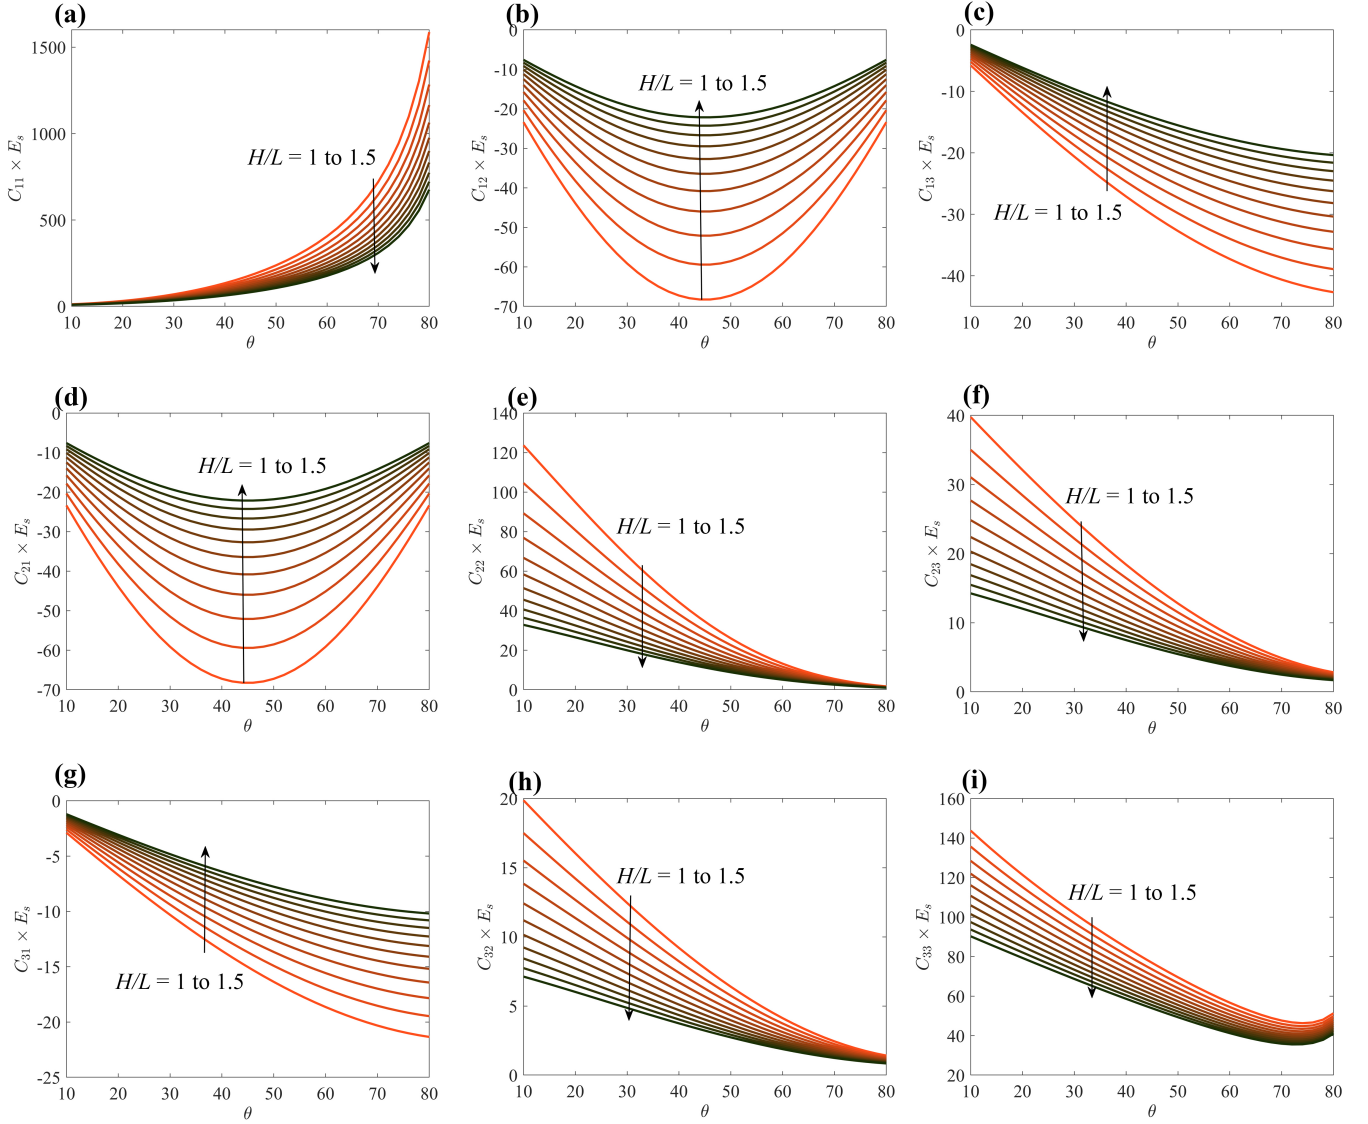 (a)
1500
1000
500
0
10 20 30 40 50 60 70 80
C₁₁ × Eₛ
θ
H/L = 1 to 1.5
(b)
0
-10
-20
-30
-40
-50
-60
-70
10 20 30 40 50 60 70 80
C₁₂ × Eₛ
θ
H/L = 1 to 1.5
(c)
0
-10
-20
-30
-40
10 20 30 40 50 60 70 80
C₁₃ × Eₛ
θ
H/L = 1 to 1.5
(d)
0
-10
-20
-30
-40
-50
-60
-70
10 20 30 40 50 60 70 80
C₂₁ × Eₛ
θ
H/L = 1 to 1.5
(e)
140
120
100
80
60
40
20
0
10 20 30 40 50 60 70 80
C₂₂ × Eₛ
θ
H/L = 1 to 1.5
(f)
40
30
20
10
0
10 20 30 40 50 60 70 80
C₂₃ × Eₛ
θ
H/L = 1 to 1.5
(g)
0
-5
-10
-15
-20
-25
10 20 30 40 50 60 70 80
C₃₁ × Eₛ
θ
H/L = 1 to 1.5
(h)
20
15
10
5
0
10 20 30 40 50 60 70 80
C₃₂ × Eₛ
θ
H/L = 1 to 1.5
(i)
160
140
120
100
80
60
40
20
10 20 30 40 50 60 70 80
C₃₃ × Eₛ
θ
H/L = 1 to 1.5